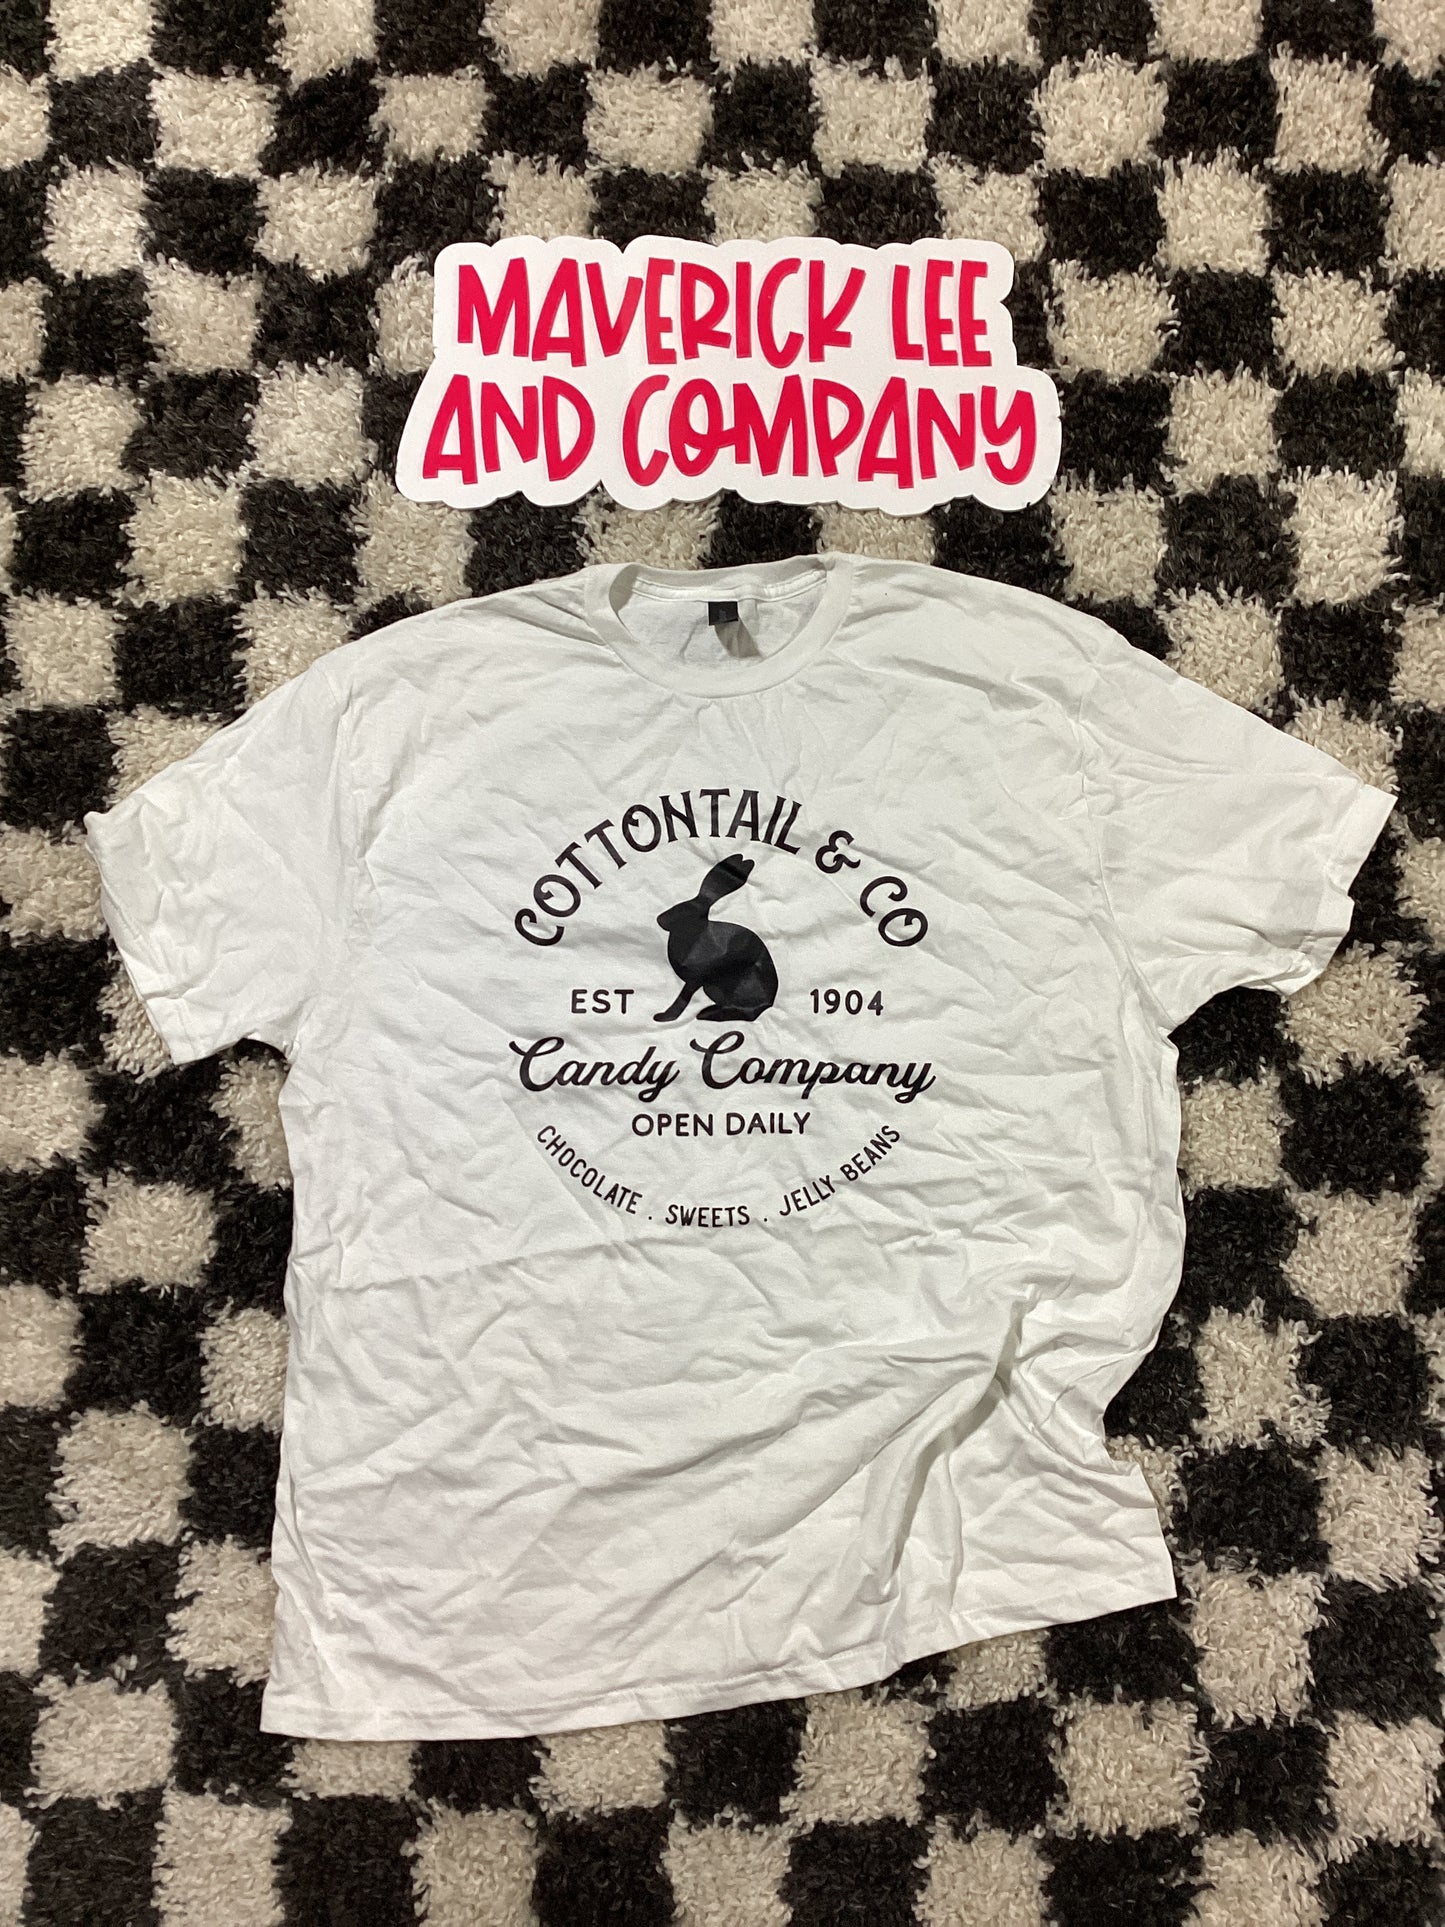 MAVERICK LEE
AND COMPANY
COTTONTAIL & CO
EST 1904
Candy Company
OPEN DAILY
CHOCOLATE . SWEETS . JELLY BEANS